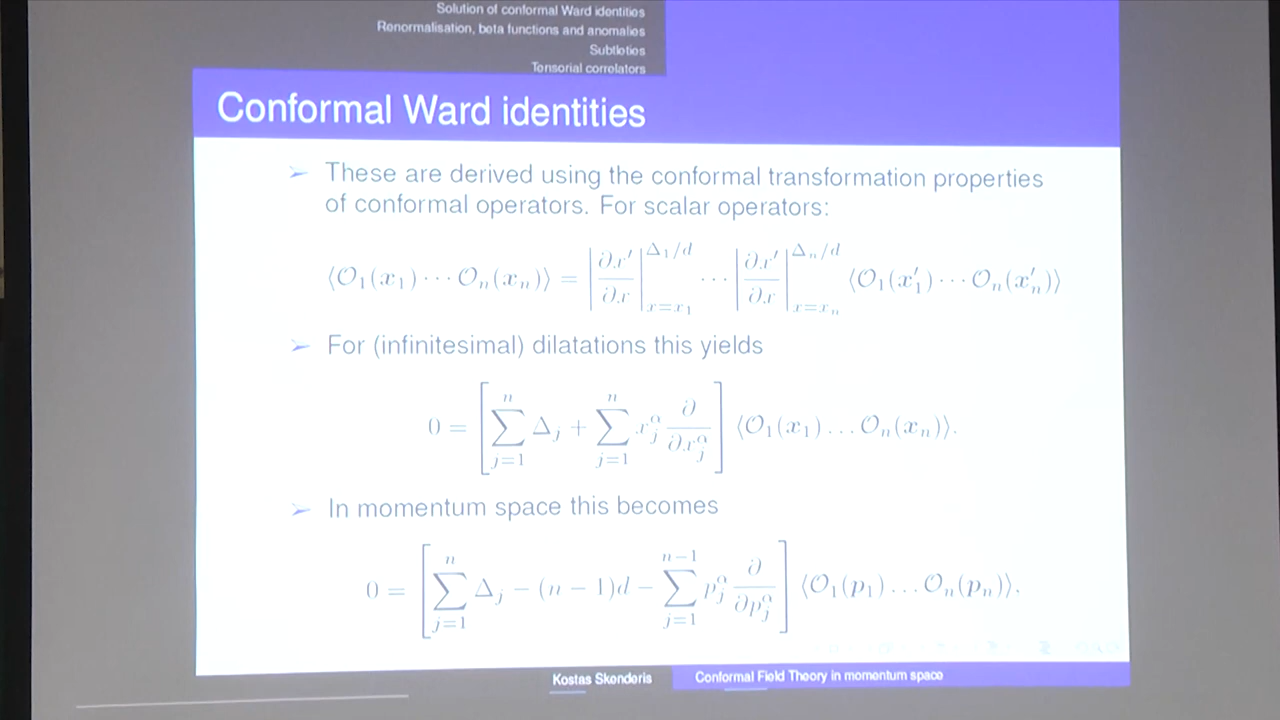 Solution of conformal Ward identities
Renormalisation, beta functions and anomalies
Subtleties
Tensorial correlators
Conformal Ward identities
➢ These are derived using the conformal transformation properties
of conformal operators. For scalar operators:
⟨O₁(x₁) ⋯ Oₙ(xₙ)⟩ = |∂x′/∂x|^{Δ₁/d}_{x=x₁} ⋯ |∂x′/∂x|^{Δₙ/d}_{x=xₙ} ⟨O₁(x′₁) ⋯ Oₙ(x′ₙ)⟩
➢ For (infinitesimal) dilatations this yields
0 = [∑_{j=1}^{n} Δ_j + ∑_{j=1}^{n} x_j^α ∂/∂x_j^α] ⟨O₁(x₁) … Oₙ(xₙ)⟩.
➢ In momentum space this becomes
0 = [∑_{j=1}^{n} Δ_j − (n − 1)d − ∑_{j=1}^{n−1} p_j^α ∂/∂p_j^α] ⟨O₁(p₁) … Oₙ(pₙ)⟩.
Kostas Skenderis Conformal Field Theory in momentum space